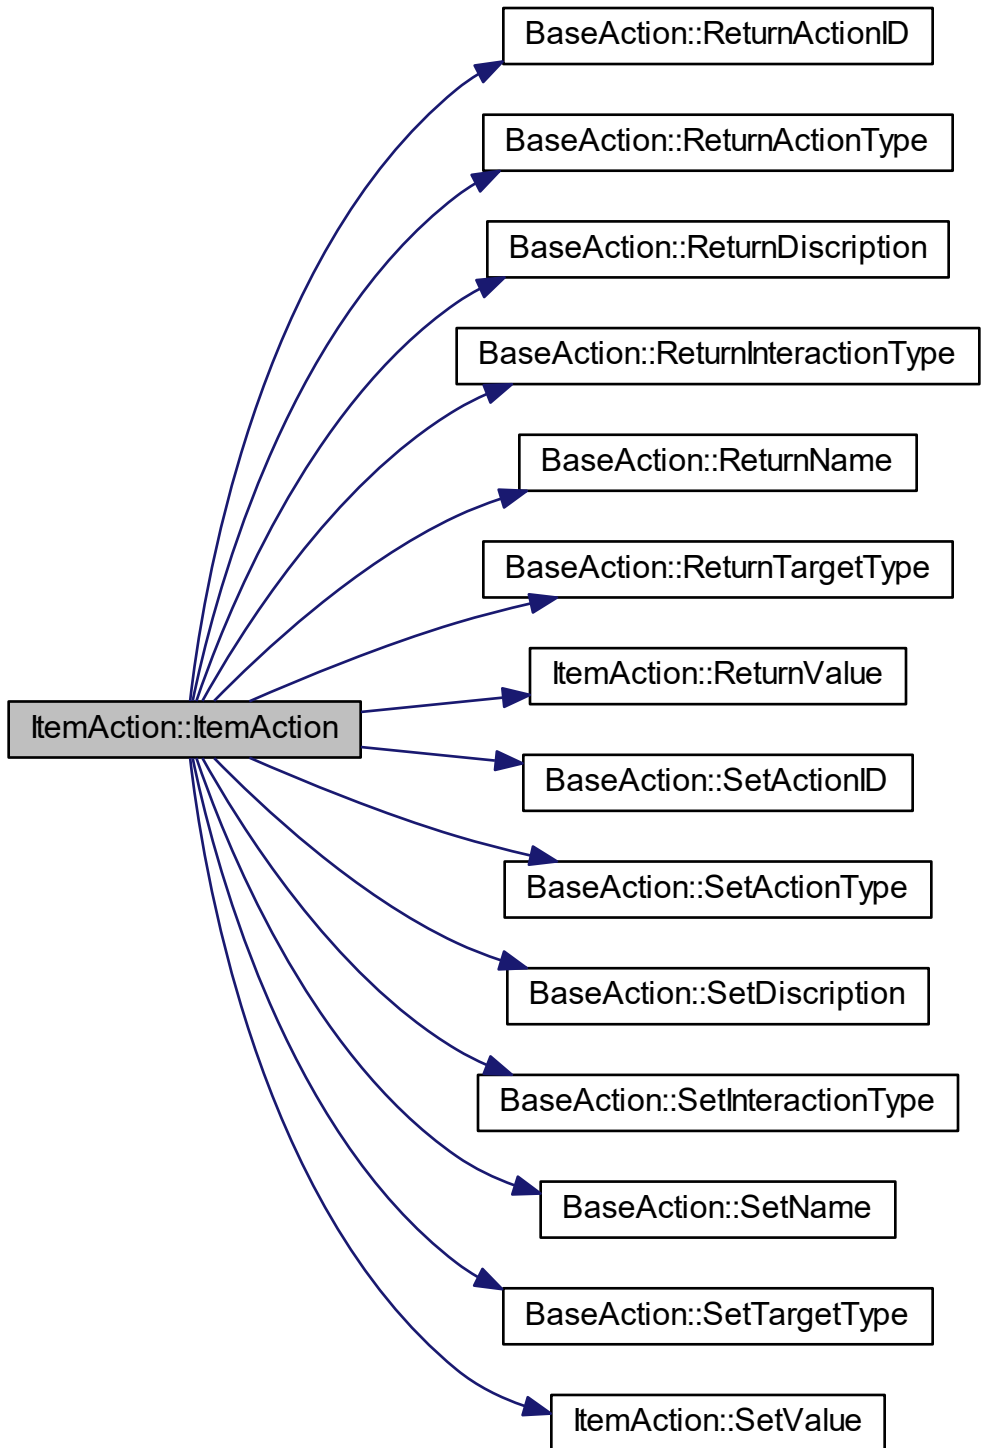 BaseAction::ReturnActionID
BaseAction::ReturnActionType
BaseAction::ReturnDiscription
BaseAction::ReturnInteractionType
BaseAction::ReturnName
BaseAction::ReturnTargetType
ItemAction::ReturnValue
ItemAction::ItemAction
BaseAction::SetActionID
BaseAction::SetActionType
BaseAction::SetDiscription
BaseAction::SetInteractionType
BaseAction::SetName
BaseAction::SetTargetType
ItemAction::SetValue